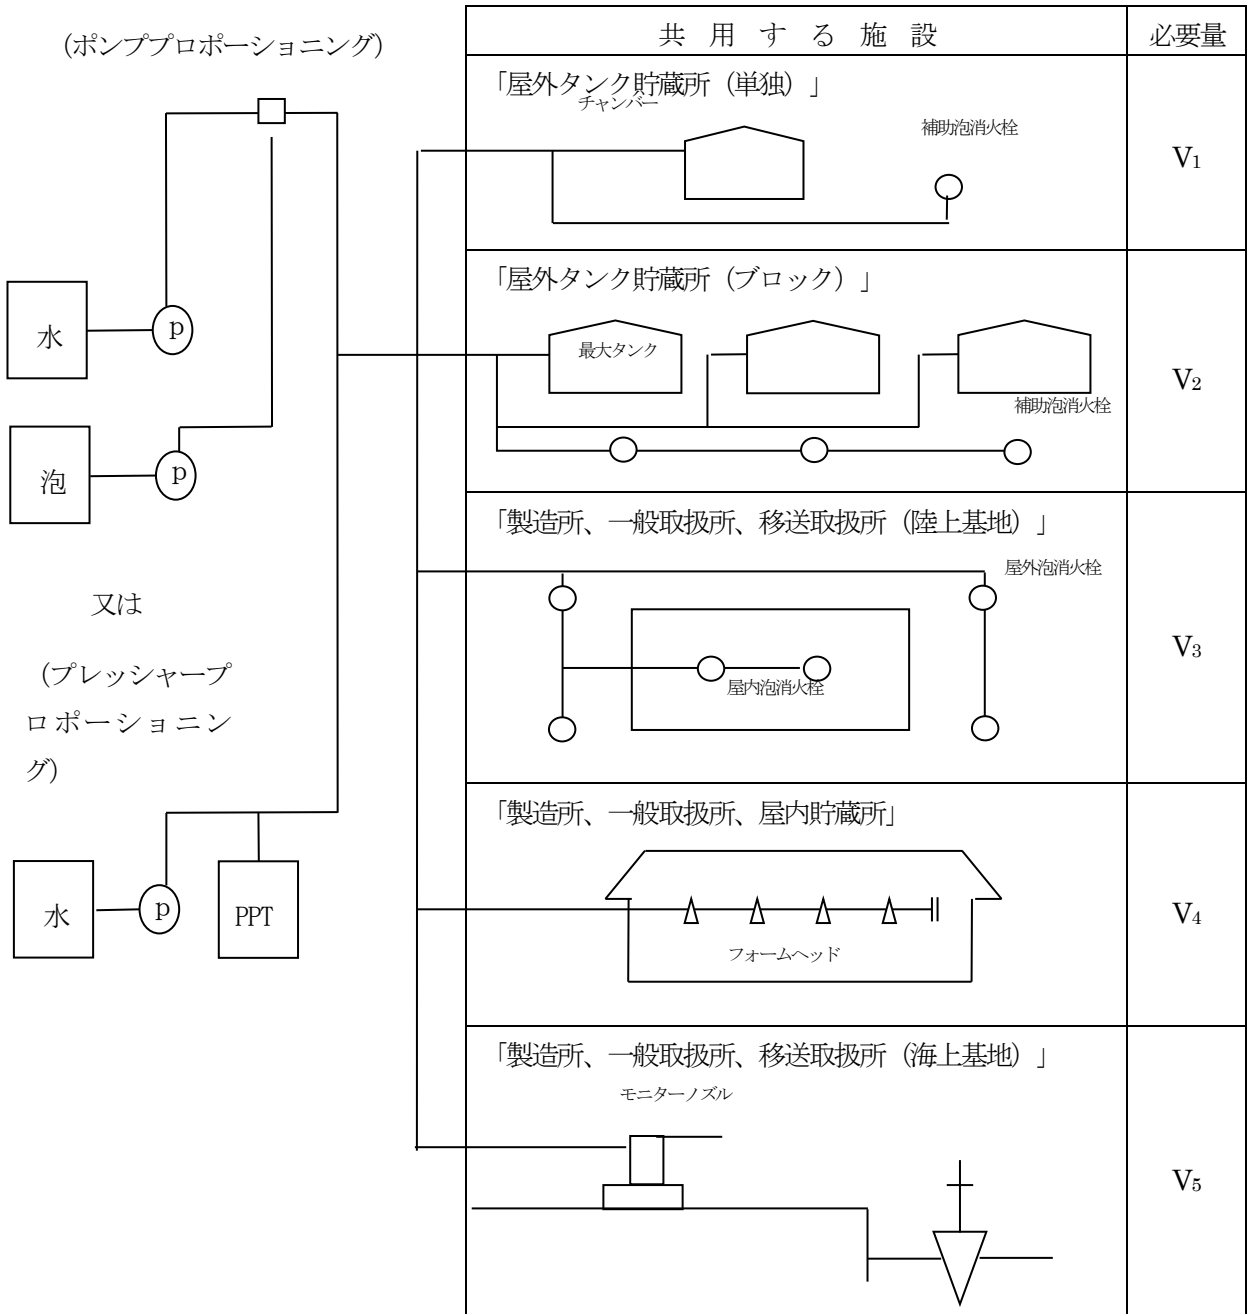 (ポンププロポーショニング)
水
p
泡
p
又は
(プレッシャープ
ロポーショニン
グ)
水
p
PPT
共用する施設
必要量
「屋外タンク貯蔵所（単独）」
チャンバー
補助泡消火栓
V1
「屋外タンク貯蔵所（ブロック）」
最大タンク
補助泡消火栓
V2
「製造所、一般取扱所、移送取扱所（陸上基地）」
屋外泡消火栓
屋内泡消火栓
V3
「製造所、一般取扱所、屋内貯蔵所」
フォームヘッド
V4
「製造所、一般取扱所、移送取扱所（海上基地）」
モニターノズル
V5